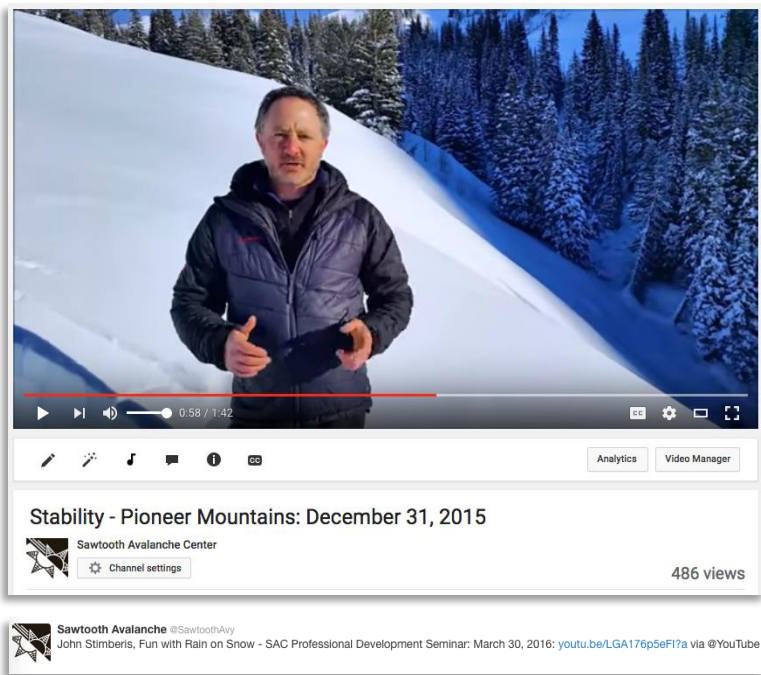 0:58 / 1:42
CC
CC
Analytics
Video Manager
Stability - Pioneer Mountains: December 31, 2015
Sawtooth Avalanche Center
Channel settings
486 views
Sawtooth Avalanche @SawtoothAvy
John Stimberis, Fun with Rain on Snow - SAC Professional Development Seminar: March 30, 2016: youtu.be/LGA176p5eFI?a via @YouTube